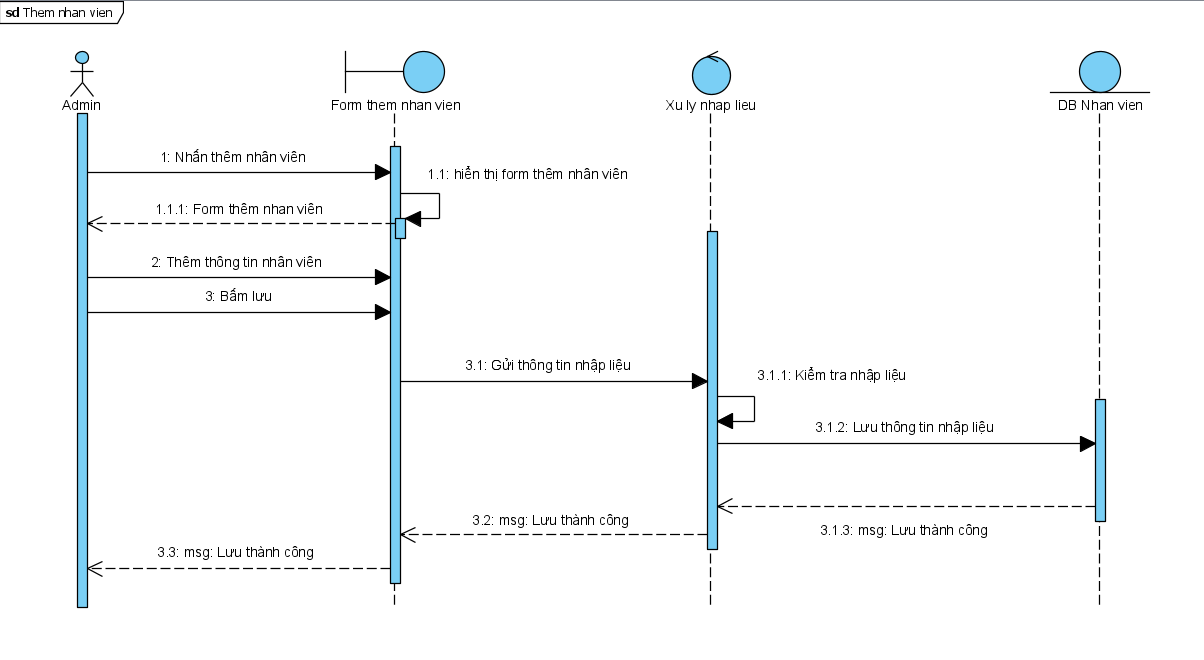 sd Them nhan vien
Admin
Form them nhan vien
Xu ly nhap lieu
DB Nhan vien
1: Nhấn thêm nhân viên
1.1: hiển thị form thêm nhân viên
1.1.1: Form thêm nhan viên
2: Thêm thông tin nhân viên
3: Bấm lưu
3.1: Gửi thông tin nhập liệu
3.1.1: Kiểm tra nhập liệu
3.1.2: Lưu thông tin nhập liệu
3.2: msg: Lưu thành công
3.1.3: msg: Lưu thành công
3.3: msg: Lưu thành công